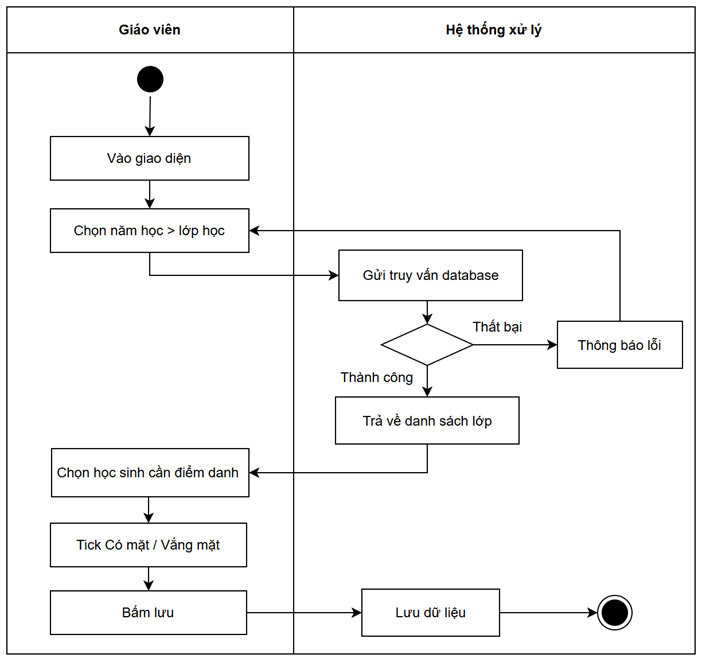 Giáo viên
Hệ thống xử lý
Vào giao diện
Chọn năm học > lớp học
Gửi truy vấn database
Thất bại
Thông báo lỗi
Thành công
Trả về danh sách lớp
Chọn học sinh cần điểm danh
Tick Có mặt / Vắng mặt
Bấm lưu
Lưu dữ liệu